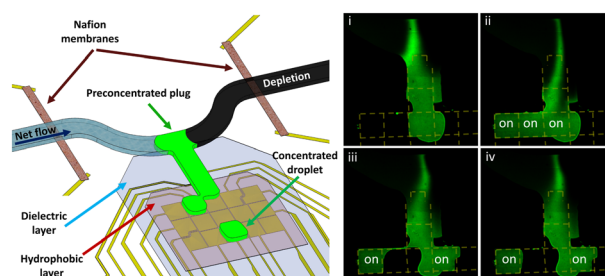 Nafion
membranes
Depletion
Preconcentrated plug
Net flow
Concentrated
droplet
Dielectric
layer
Hydrophobic
layer
i
ii
on on on
iii
on on
iv
on on